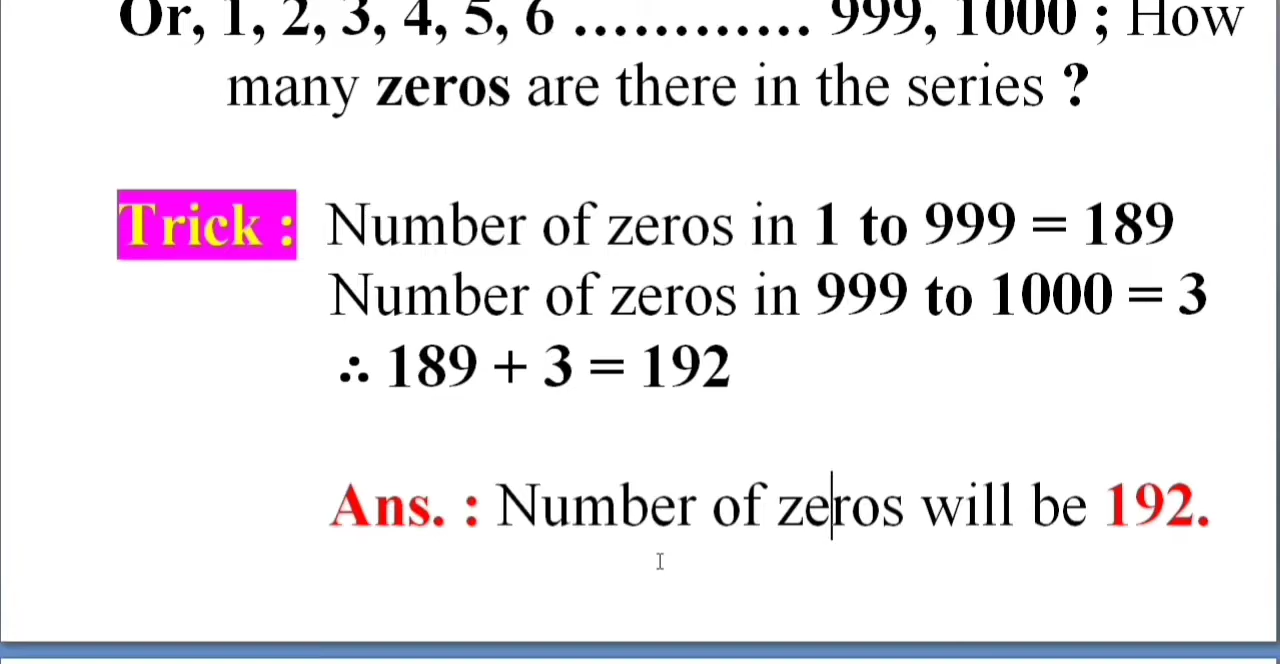 Or, 1, 2, 3, 4, 5, 6 ............ 999, 1000 ; How
many zeros are there in the series ?
Trick : Number of zeros in 1 to 999 = 189
Number of zeros in 999 to 1000 = 3
∴ 189 + 3 = 192
Ans. : Number of zeros will be 192.